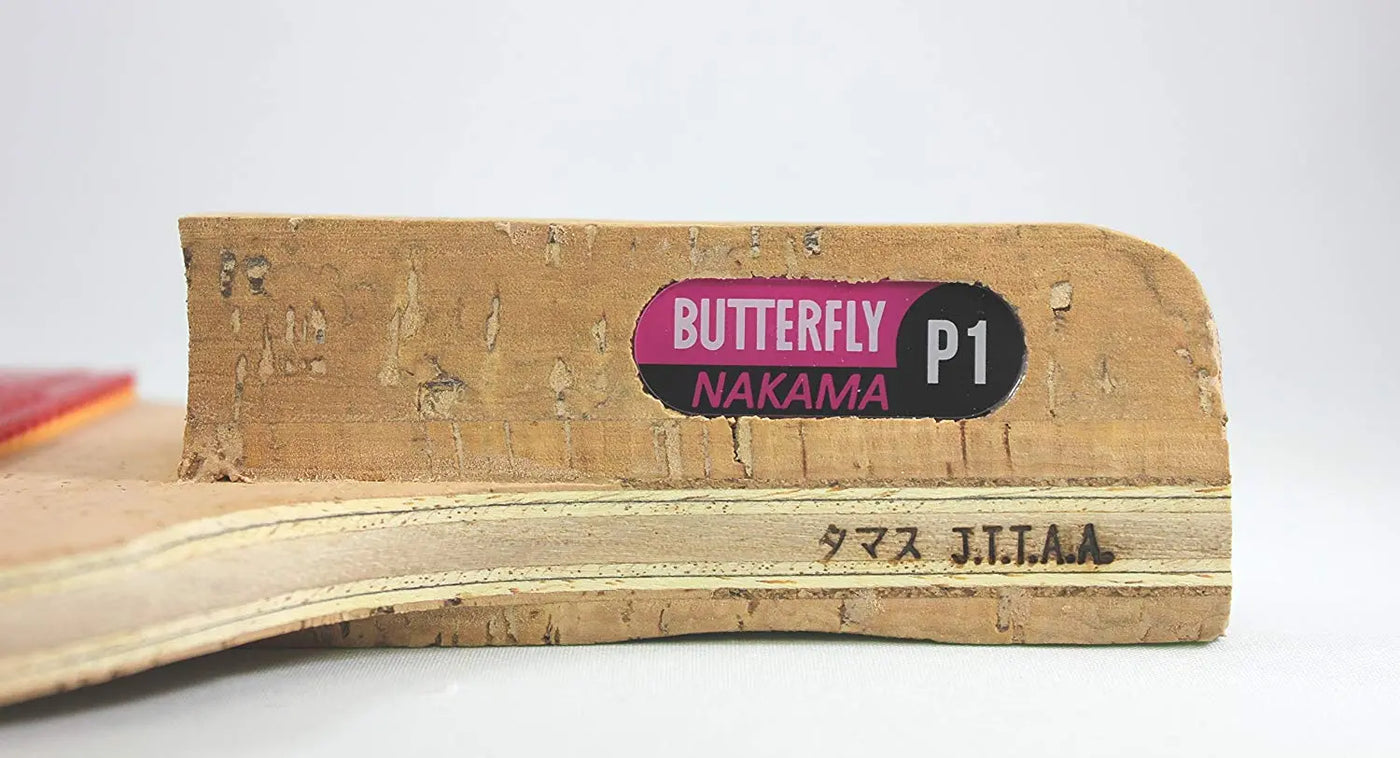 BUTTERFLY
NAKAMA
P1
タマス J.T.T.A.A.